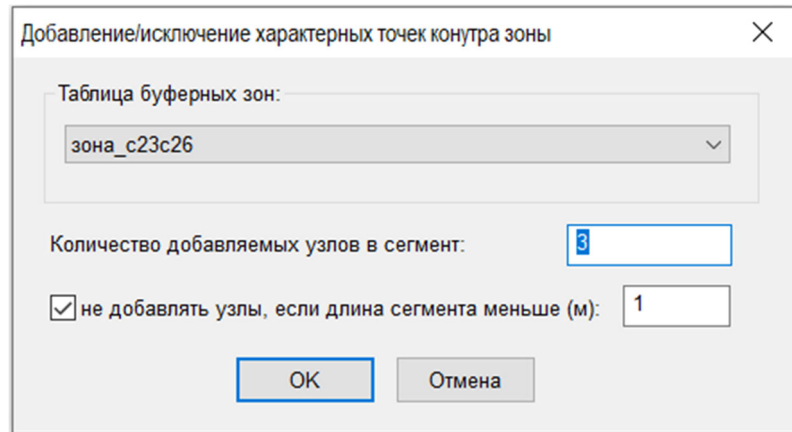 Добавление/исключение характерных точек конутра зоны
Таблица буферных зон:
зона_с23с26
Количество добавляемых узлов в сегмент:
3
не добавлять узлы, если длина сегмента меньше (м):
1
OK
Отмена